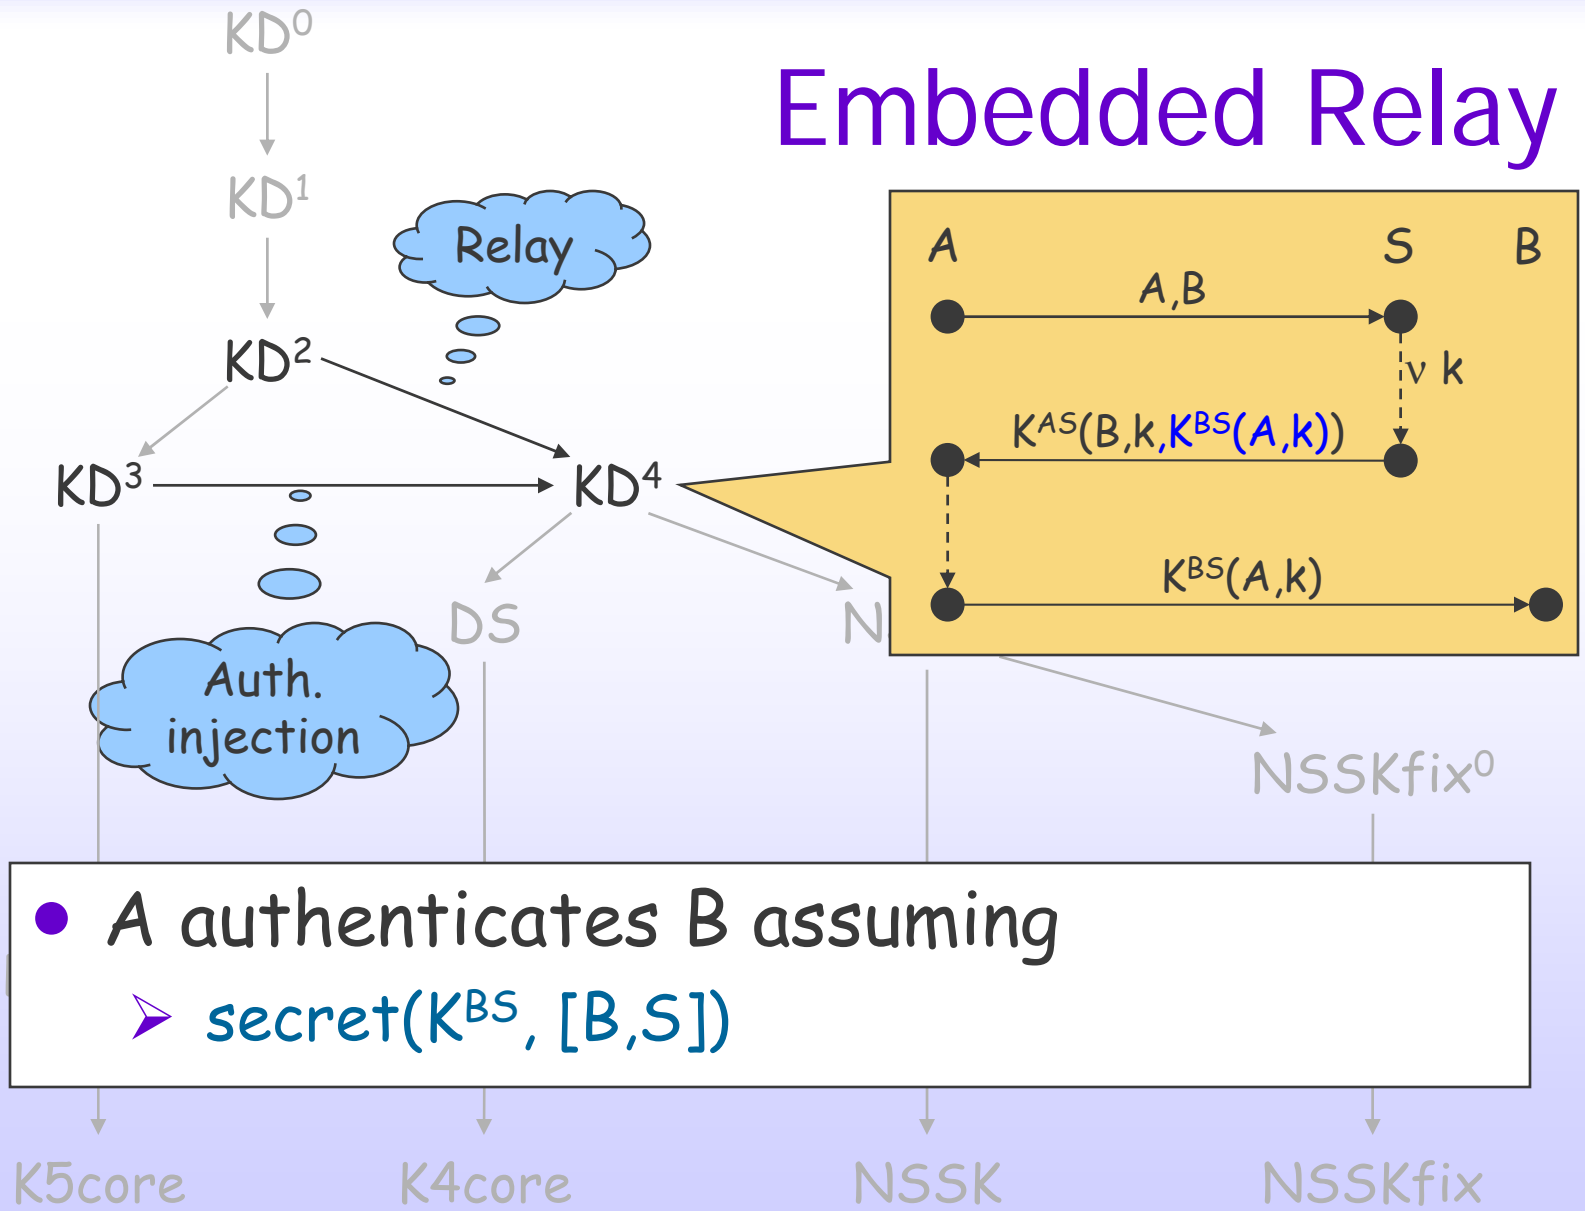 KD⁰
Embedded Relay
KD¹
Relay
A S B
A,B
KD²
ν k
Kᴬˢ(B,k,Kᴮˢ(A,k))
KD³
KD⁴
Kᴮˢ(A,k)
DS
N
Auth.
injection
NSSKfix⁰
A authenticates B assuming
secret(Kᴮˢ, [B,S])
K5core
K4core
NSSK
NSSKfix